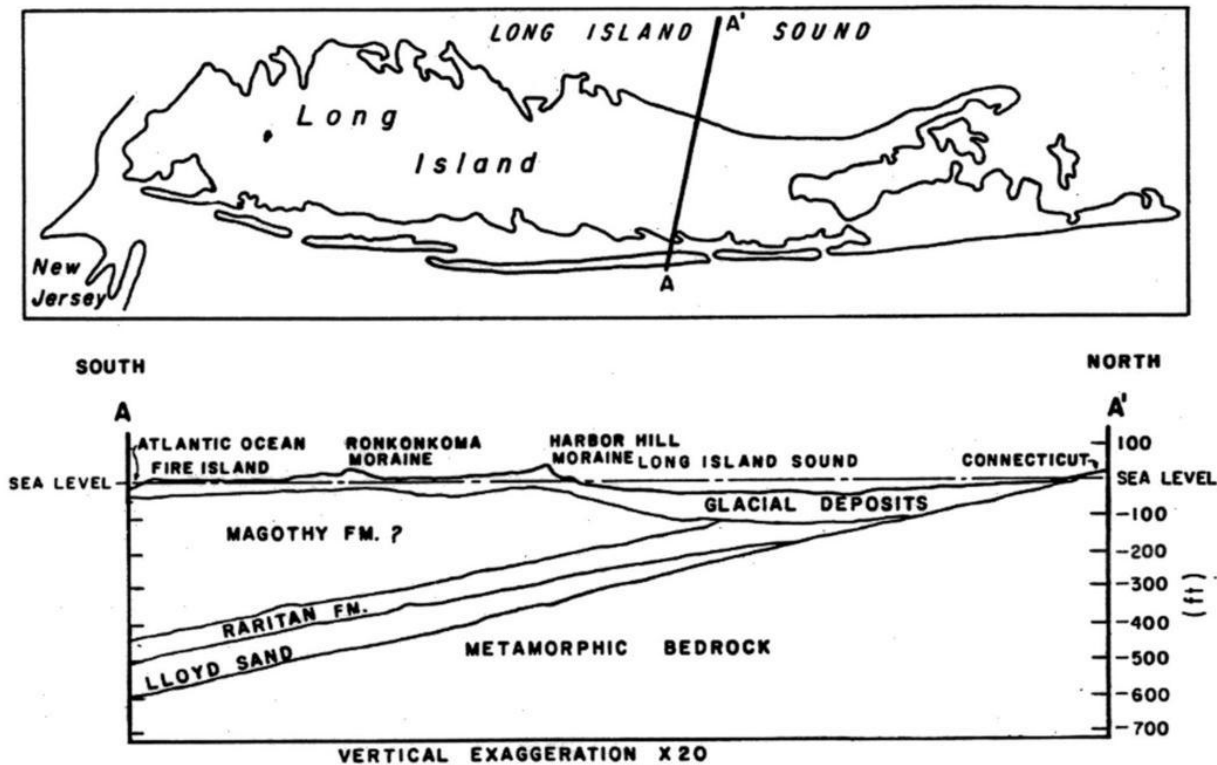 LONG ISLAND A' SOUND
Long
Island
New
Jersey
A
SOUTH
NORTH
A
A'
ATLANTIC OCEAN
FIRE ISLAND
RONKONKOMA
MORAINE
HARBOR HILL
MORAINE
LONG ISLAND SOUND
CONNECTICUT
100
SEA LEVEL
SEA LEVEL
GLACIAL DEPOSITS
-100
MAGOTHY FM. ?
-200
-300
(ft)
RARITAN FM.
-400
LLOYD SAND
METAMORPHIC BEDROCK
-500
-600
-700
VERTICAL EXAGGERATION X20